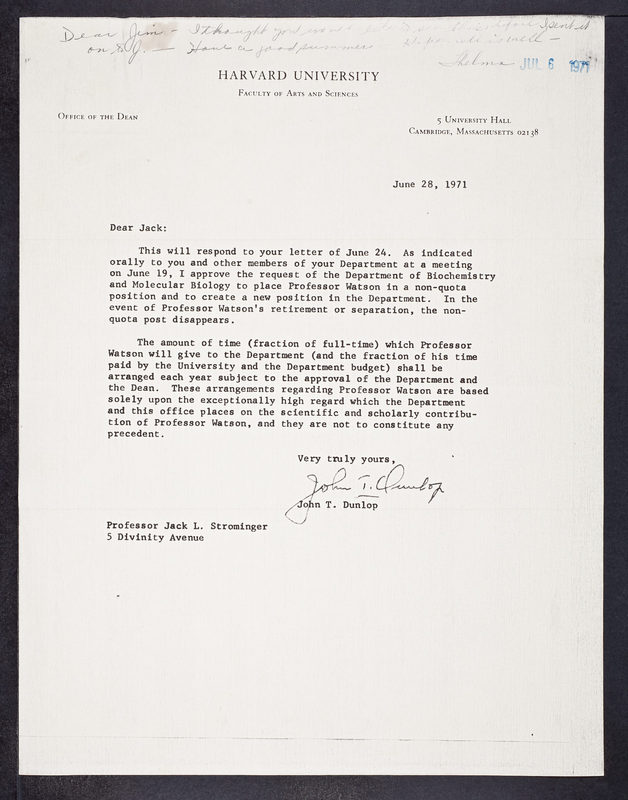 Dear Jim - I thought you'd
on E.J. — Have a good summer
Thelma JUL 6 1971
HARVARD UNIVERSITY
FACULTY OF ARTS AND SCIENCES
OFFICE OF THE DEAN
5 UNIVERSITY HALL
CAMBRIDGE, MASSACHUSETTS 02138
June 28, 1971
Dear Jack:
This will respond to your letter of June 24. As indicated
orally to you and other members of your Department at a meeting
on June 19, I approve the request of the Department of Biochemistry
and Molecular Biology to place Professor Watson in a non-quota
position and to create a new position in the Department. In the
event of Professor Watson's retirement or separation, the non-
quota post disappears.
The amount of time (fraction of full-time) which Professor
Watson will give to the Department (and the fraction of his time
paid by the University and the Department budget) shall be
arranged each year subject to the approval of the Department and
the Dean. These arrangements regarding Professor Watson are based
solely upon the exceptionally high regard which the Department
and this office places on the scientific and scholarly contribu-
tion of Professor Watson, and they are not to constitute any
precedent.
Very truly yours,
John T. Dunlop
John T. Dunlop
Professor Jack L. Strominger
5 Divinity Avenue